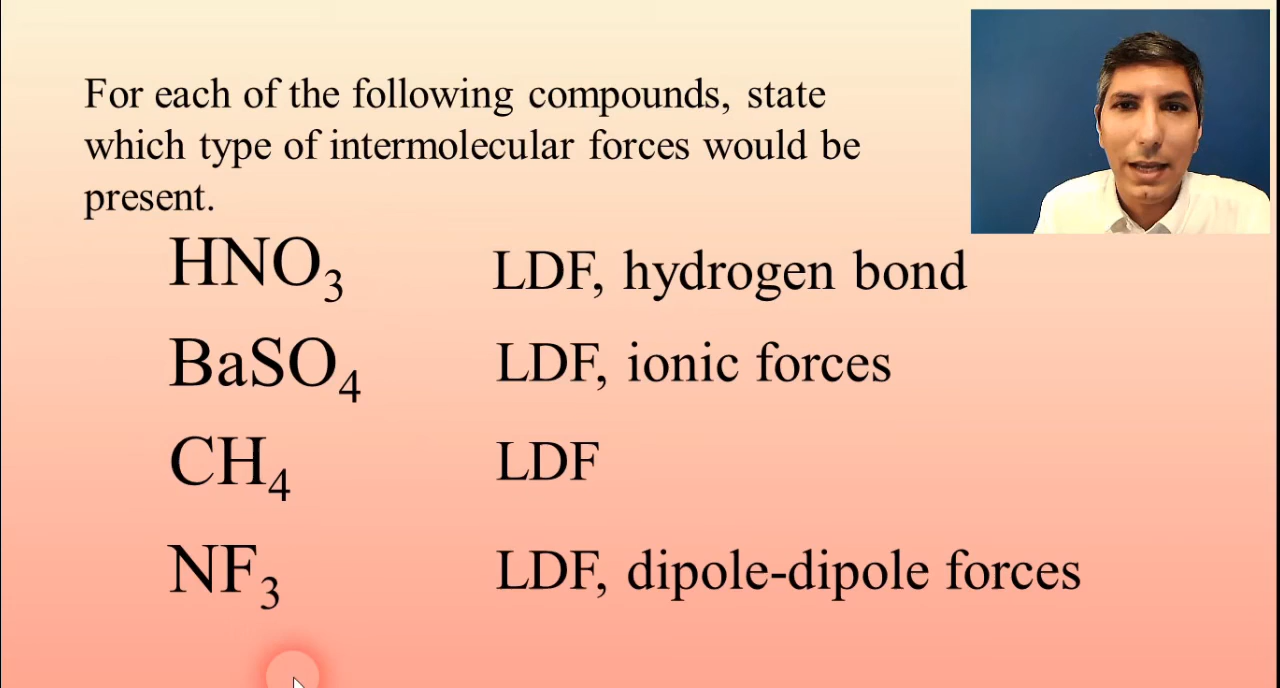 For each of the following compounds, state
which type of intermolecular forces would be
present.
HNO₃ LDF, hydrogen bond
BaSO₄ LDF, ionic forces
CH₄ LDF
NF₃ LDF, dipole-dipole forces